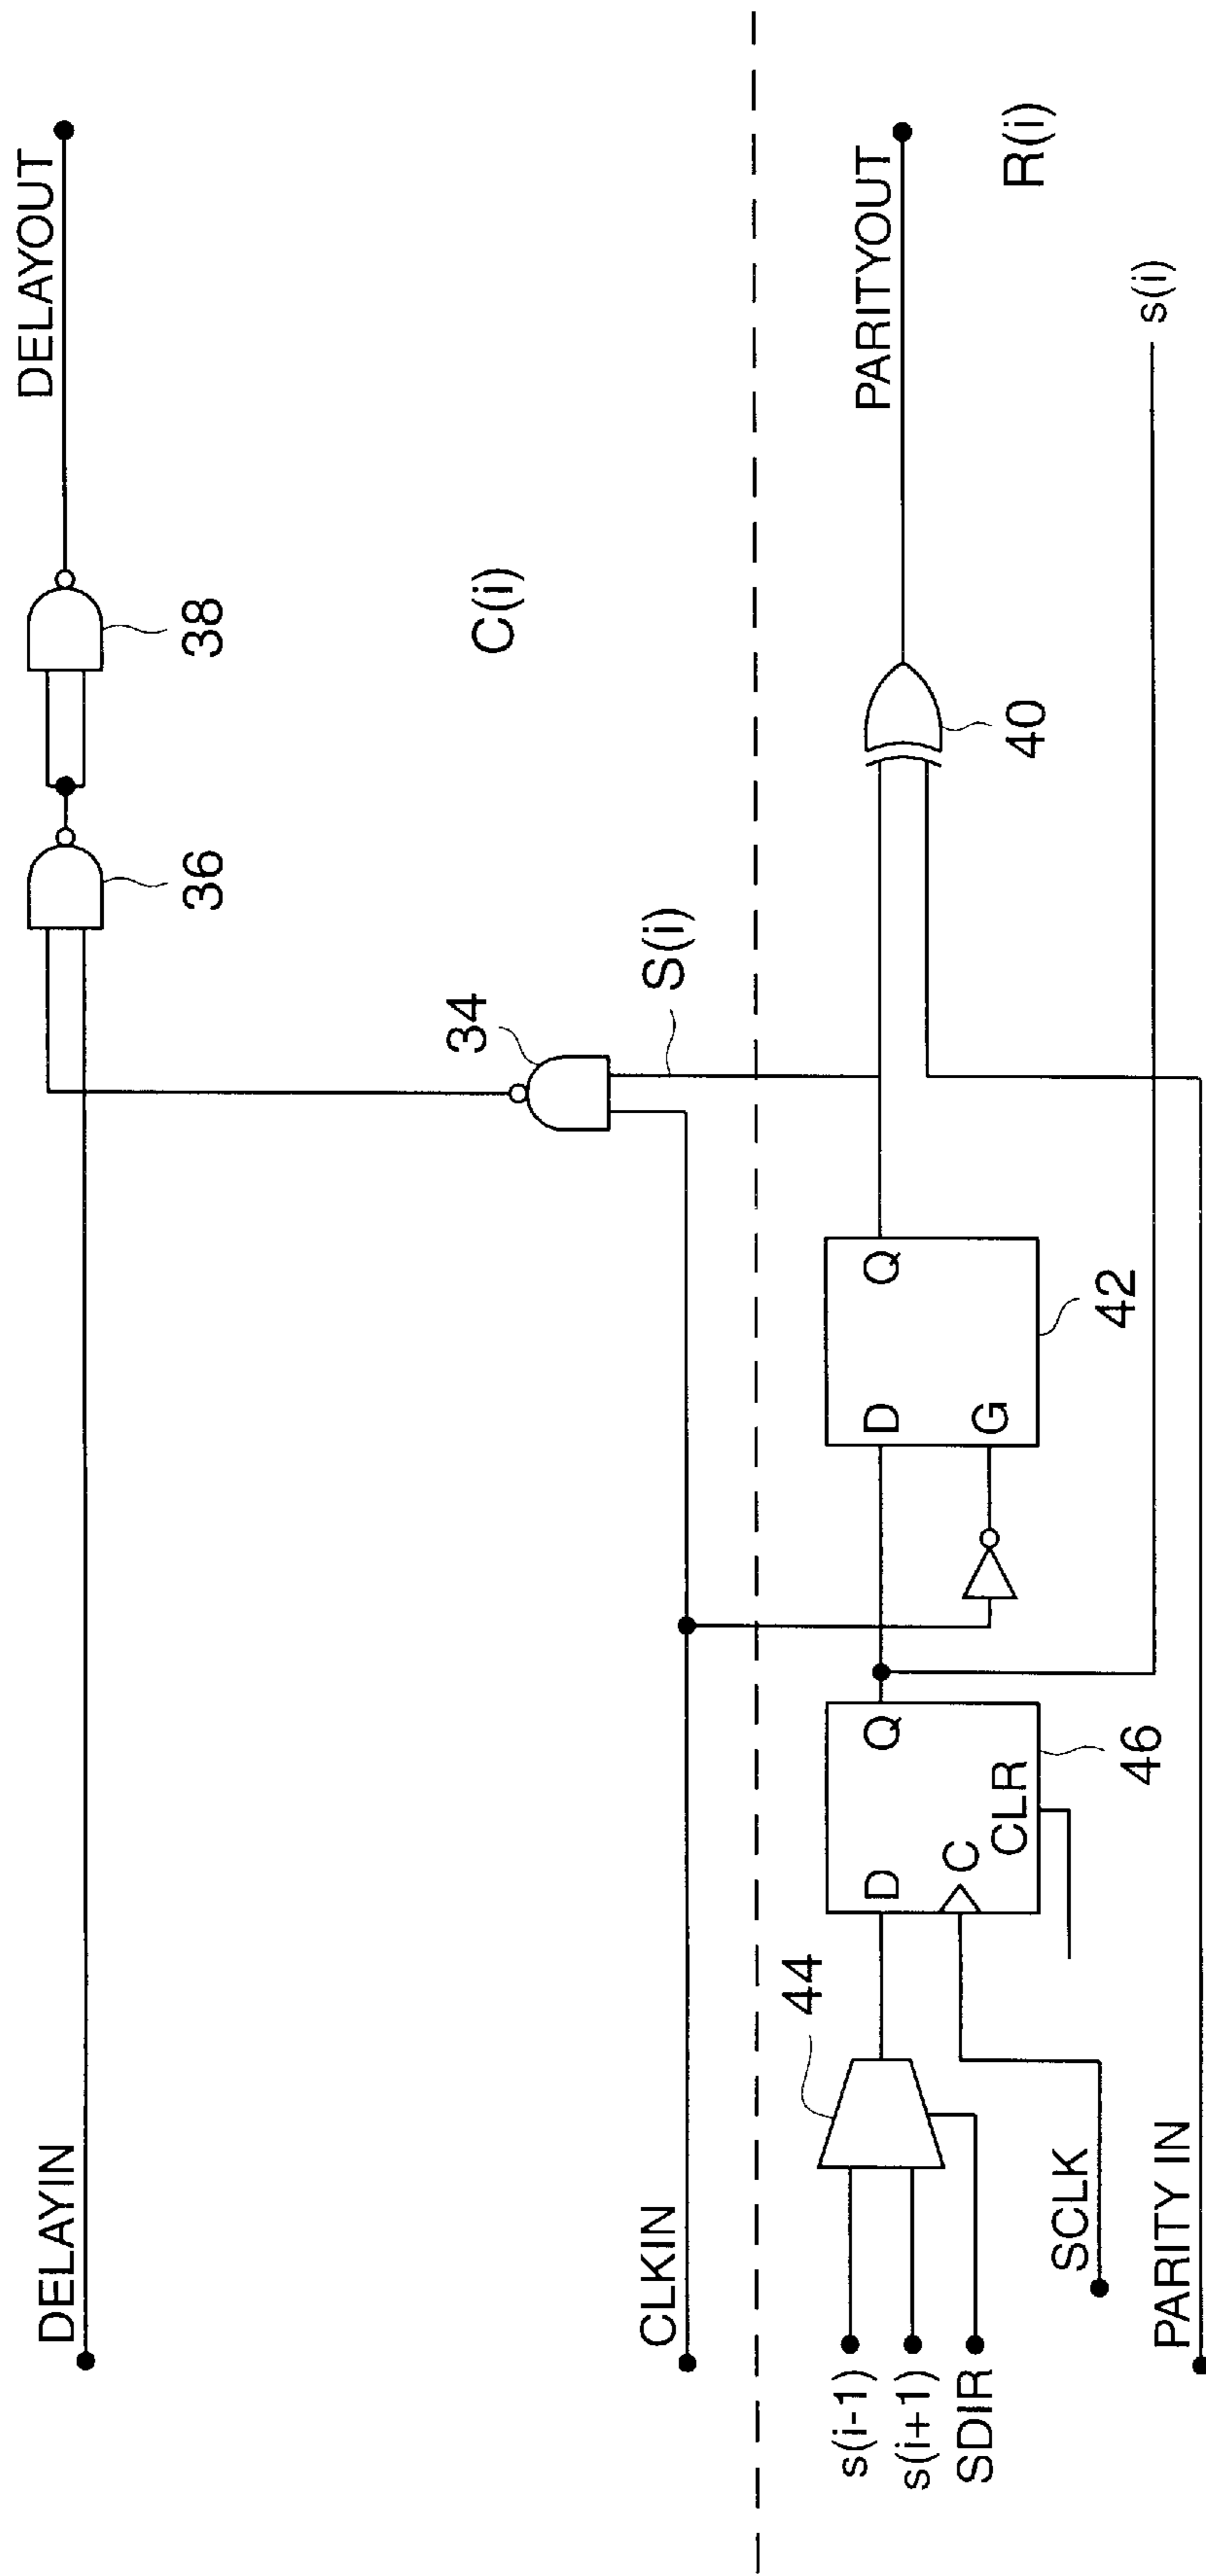 DELAYIN
DELAYOUT
36
38
C(i)
34
S(i)
CLKIN
s(i-1)
s(i+1)
SDIR
44
D
Q
C
CLR
46
D
Q
G
42
40
PARITYOUT
R(i)
SCLK
s(i)
PARITY IN